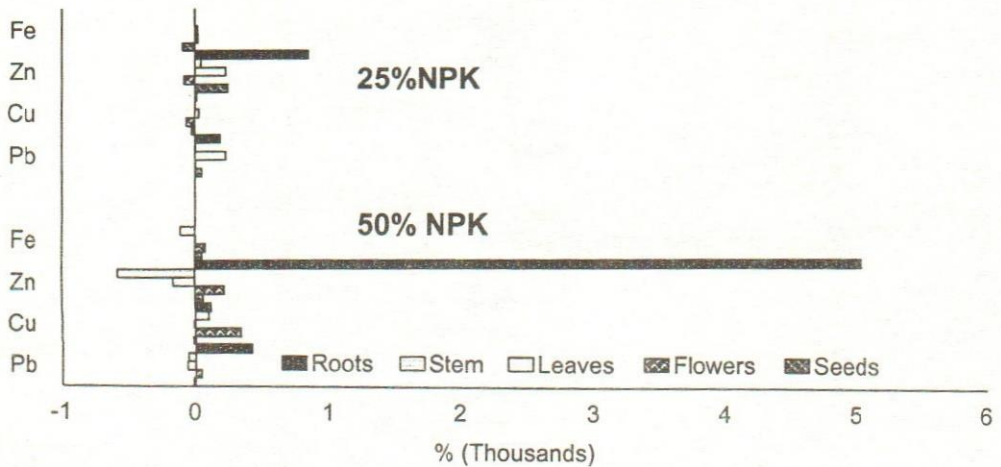 Fe
Zn
25%NPK
Cu
Pb
50% NPK
Fe
Zn
Cu
Roots Stem Leaves Flowers Seeds
Pb
-1 0 1 2 3 4 5 6
% (Thousands)